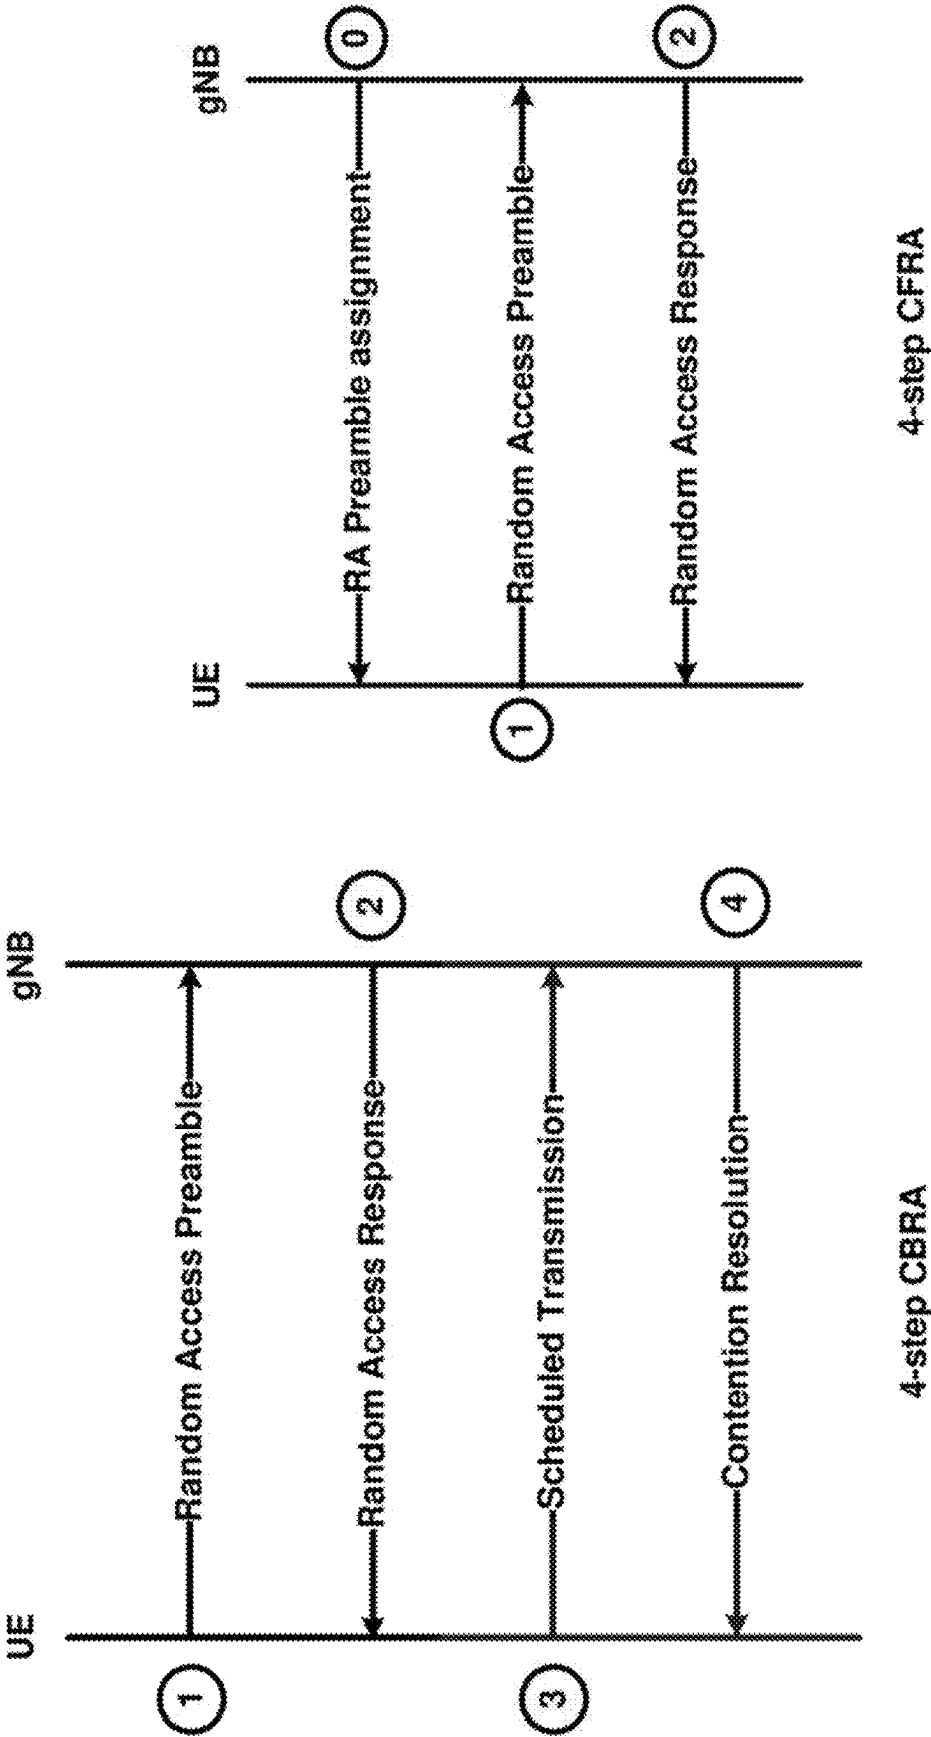 UE
gNB
1
Random Access Preamble
Random Access Response
2
3
Scheduled Transmission
Contention Resolution
4
4-step CBRA
UE
gNB
RA Preamble assignment
0
1
Random Access Preamble
Random Access Response
2
4-step CFRA